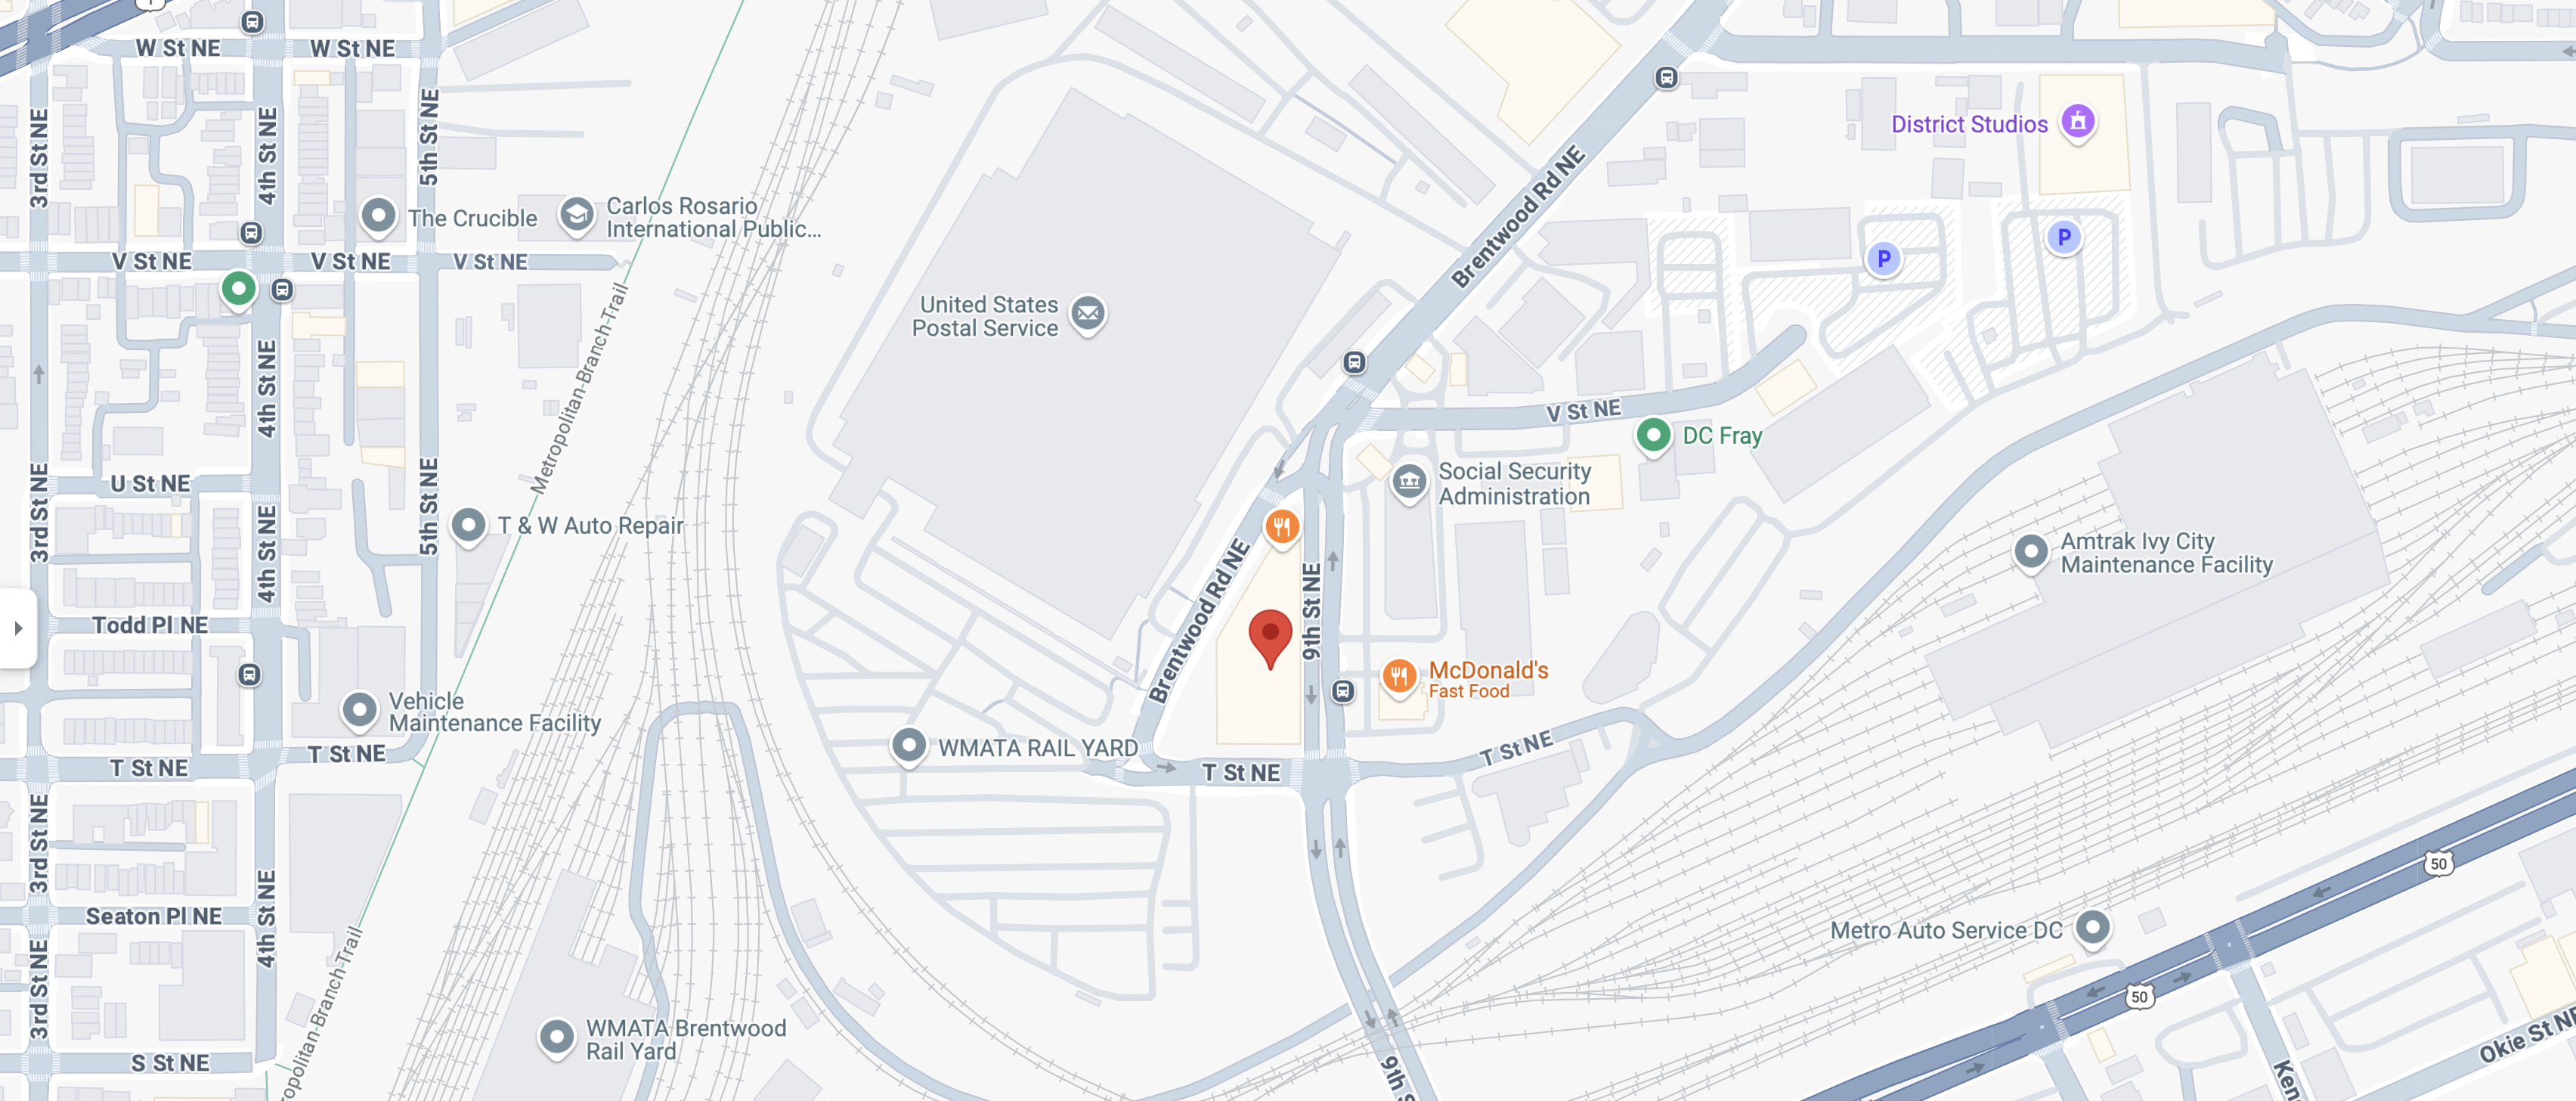 1
W St NE
W St NE
3rd St NE
4th St NE
5th St NE
The Crucible
Carlos Rosario
International Public...
V St NE
V St NE
V St NE
United States
Postal Service
Brentwood Rd NE
District Studios
P
P
Metropolitan-Branch-Trail
4th St NE
3rd St NE
U St NE
5th St NE
4th St NE
T & W Auto Repair
V St NE
DC Fray
Social Security
Administration
Amtrak Ivy City
Maintenance Facility
Brentwood Rd NE
9th St NE
Todd Pl NE
McDonald's
Fast Food
Vehicle
Maintenance Facility
T St NE
T St NE
WMATA RAIL YARD
T St NE
T St NE
3rd St NE
4th St NE
Seaton Pl NE
3rd St NE
50
50
Metro Auto Service DC
WMATA Brentwood
Rail Yard
S St NE
ropolitan-Branch-Trail
9th S
Ken
Okie St NE